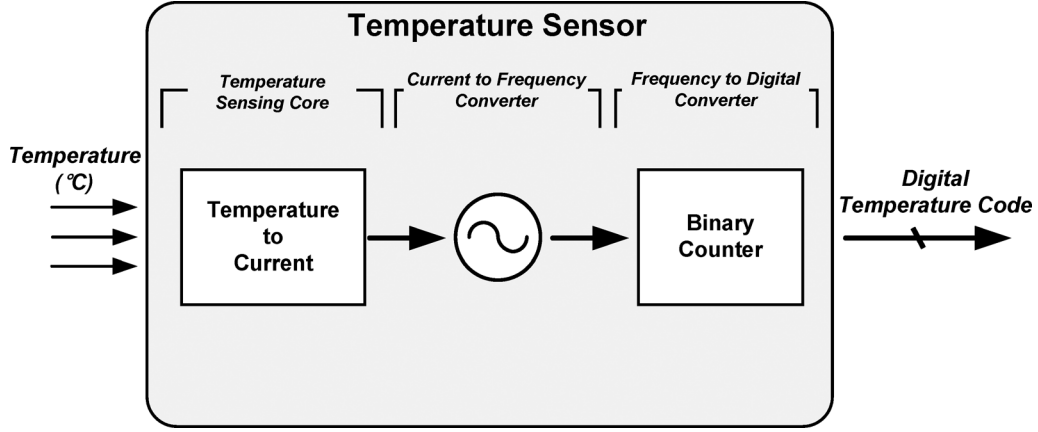 Temperature Sensor
Temperature
Sensing Core
Current to Frequency
Converter
Frequency to Digital
Converter
Temperature
(°C)
Temperature
to
Current
Binary
Counter
Digital
Temperature Code